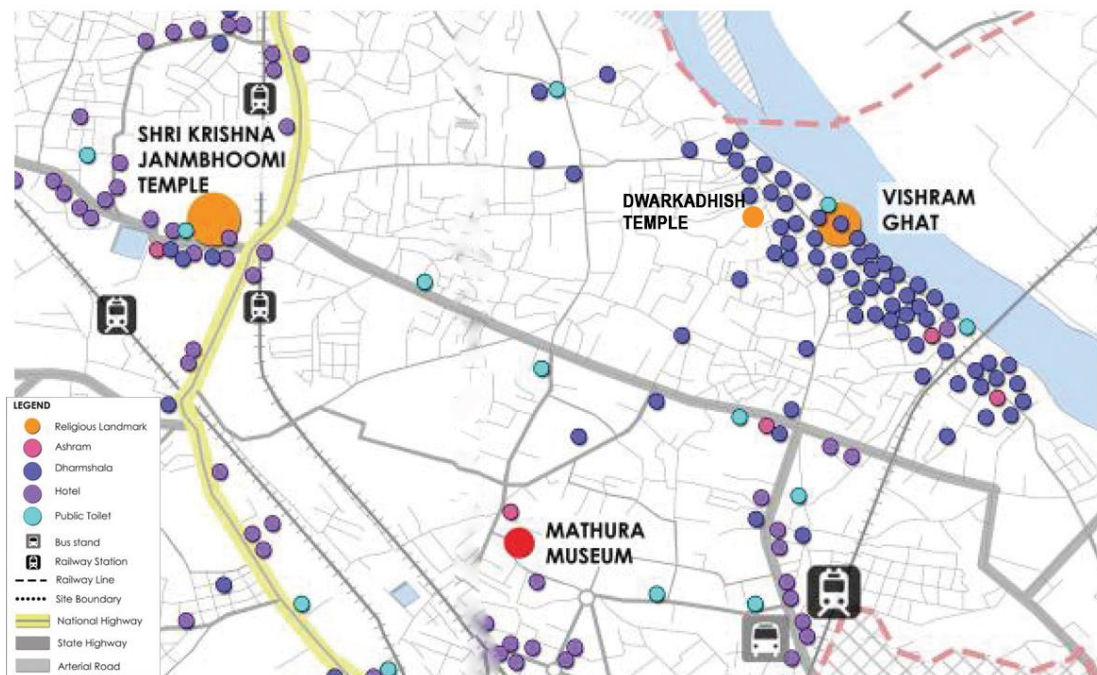 SHRI KRISHNA
JANMBHOOMI
TEMPLE
DWARKADHISH
TEMPLE
VISHRAM
GHAT
MATHURA
MUSEUM
LEGEND
Religious Landmark
Ashram
Dharmshala
Hotel
Public Toilet
Bus stand
Railway Station
Railway Line
Site Boundary
National Highway
State Highway
Arterial Road